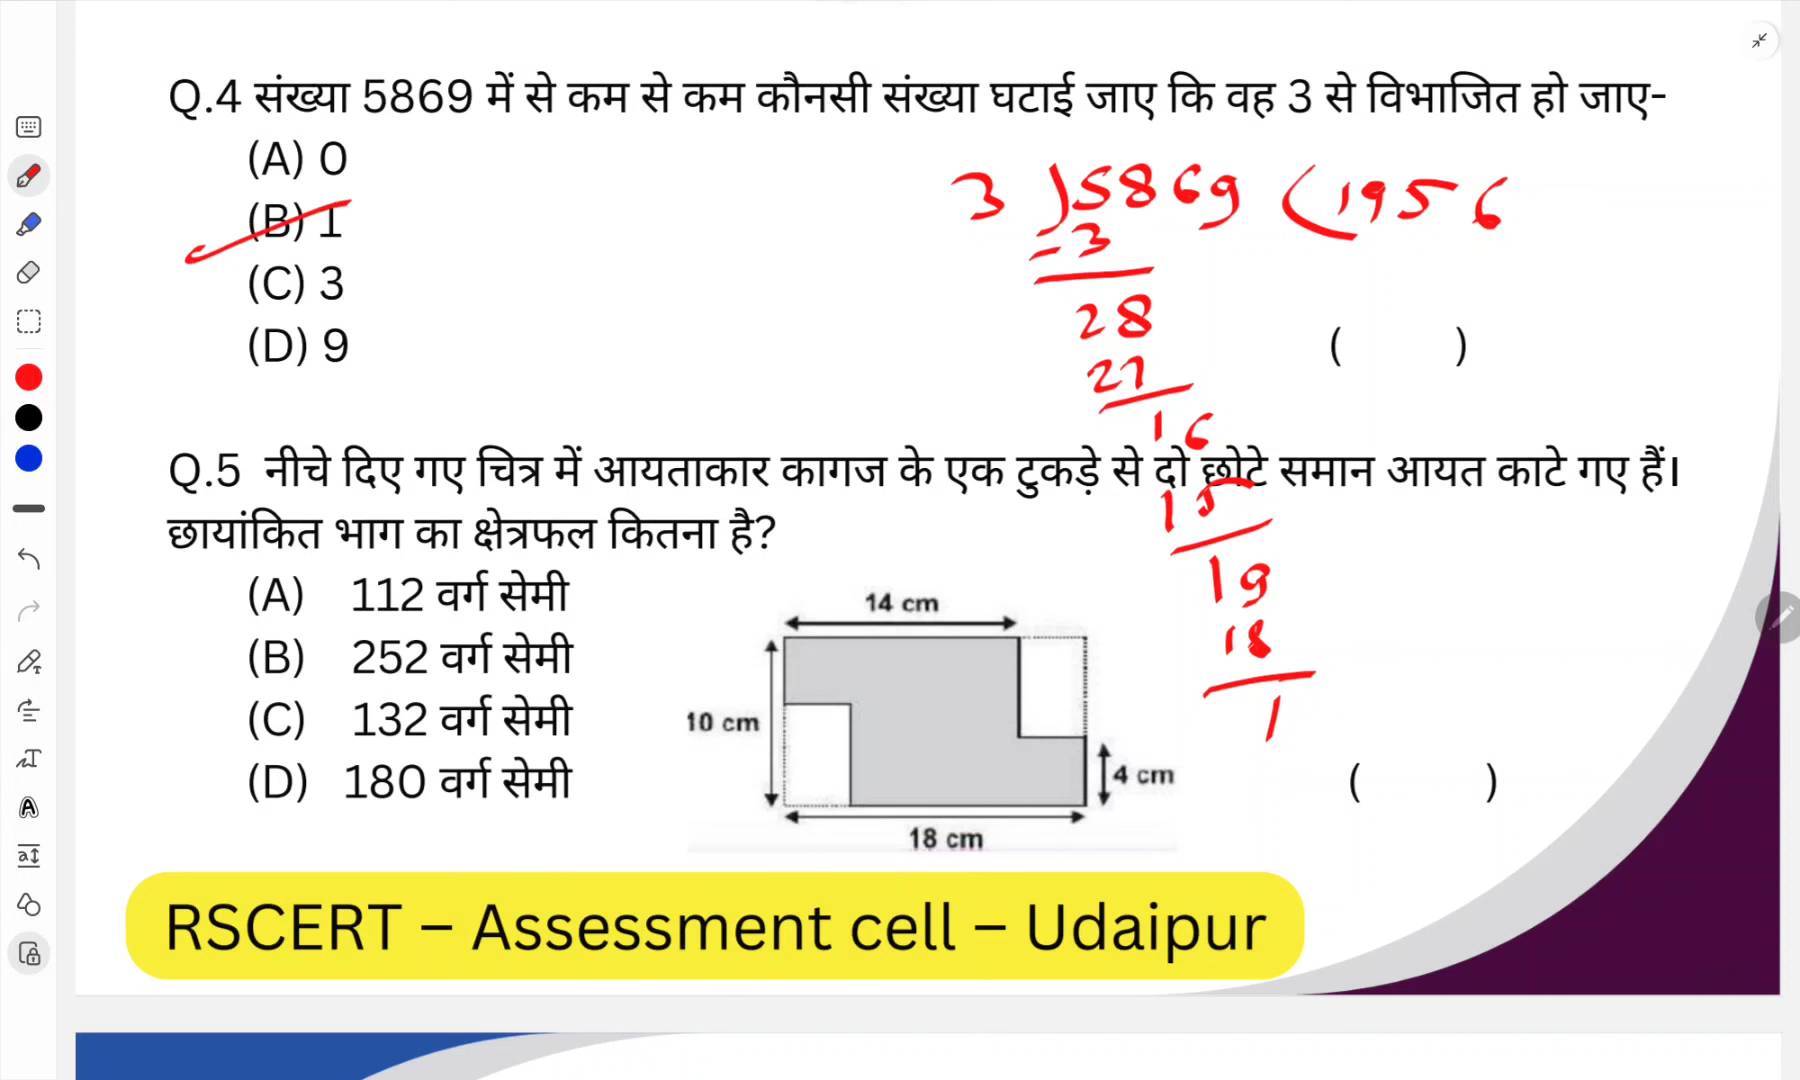 Q.4 संख्या 5869 में से कम से कम कौनसी संख्या घटाई जाए कि वह 3 से विभाजित हो जाए-
(A) 0
(B) 1
(C) 3
(D) 9
( )
3 ) 5869 ( 1956
- 3
28
27
16
15
19
18
1
Q.5 नीचे दिए गए चित्र में आयताकार कागज के एक टुकड़े से दो छोटे समान आयत काटे गए हैं।
छायांकित भाग का क्षेत्रफल कितना है?
(A) 112 वर्ग सेमी
(B) 252 वर्ग सेमी
(C) 132 वर्ग सेमी
(D) 180 वर्ग सेमी
14 cm
10 cm
4 cm
18 cm
( )
RSCERT – Assessment cell – Udaipur